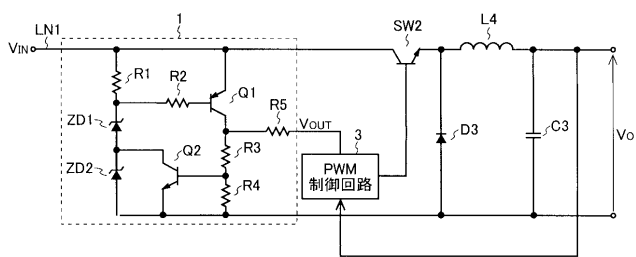 LN1
1
SW2
L4
VIN
R1
R2
Q1
R5
VOUT
ZD1
Q2
R3
3
D3
C3
VO
ZD2
R4
PWM
制御回路